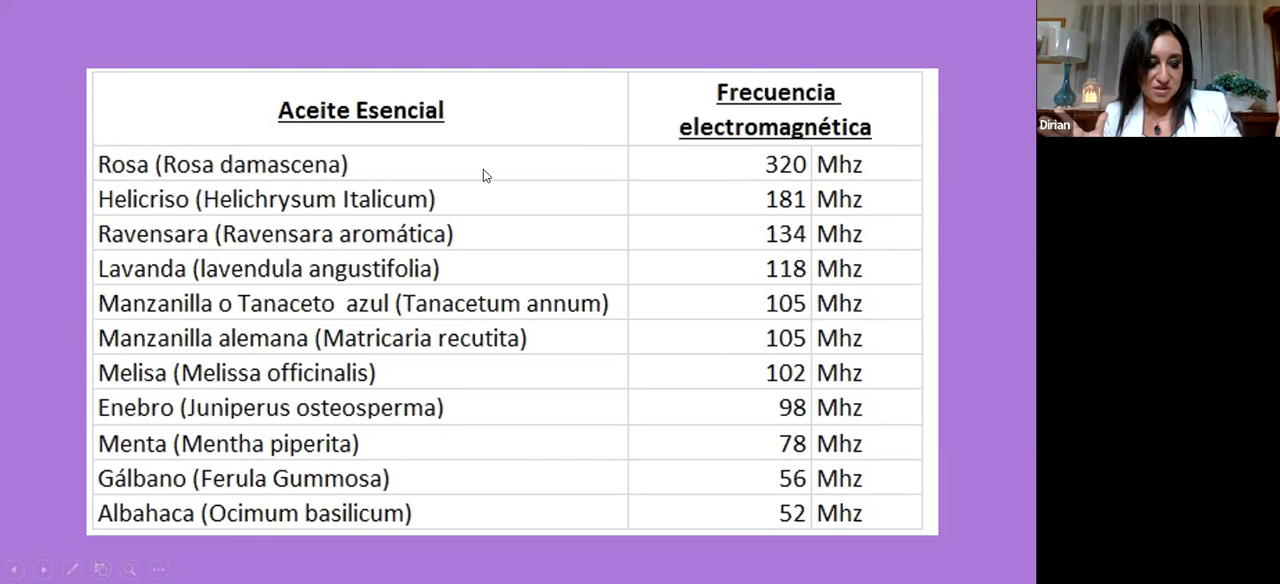 Aceite Esencial
Frecuencia
electromagnética
Rosa (Rosa damascena) 320 Mhz
Helicriso (Helichrysum Italicum) 181 Mhz
Ravensara (Ravensara aromática) 134 Mhz
Lavanda (lavendula angustifolia) 118 Mhz
Manzanilla o Tanaceto azul (Tanacetum annum) 105 Mhz
Manzanilla alemana (Matricaria recutita) 105 Mhz
Melisa (Melissa officinalis) 102 Mhz
Enebro (Juniperus osteosperma) 98 Mhz
Menta (Mentha piperita) 78 Mhz
Gálbano (Ferula Gummosa) 56 Mhz
Albahaca (Ocimum basilicum) 52 Mhz
Dirian